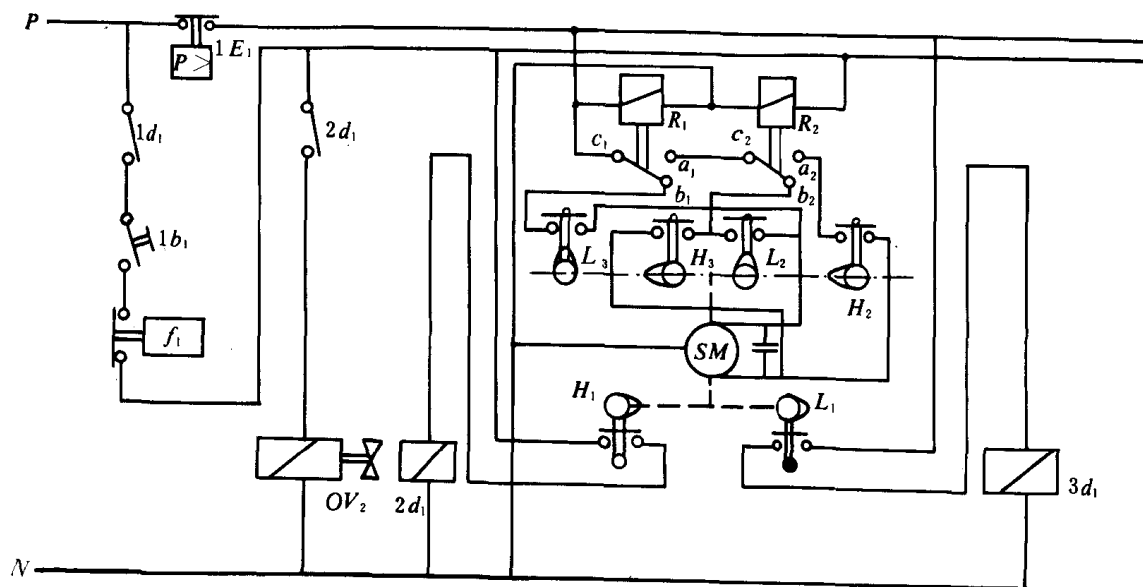 P
1E₁
P >
1d₁
2d₁
R₁
R₂
c₁
a₁
b₁
c₂
a₂
b₂
1b₁
L₃
H₃
L₂
H₂
f₁
SM
H₁
L₁
OV₂
2d₁
3d₁
N